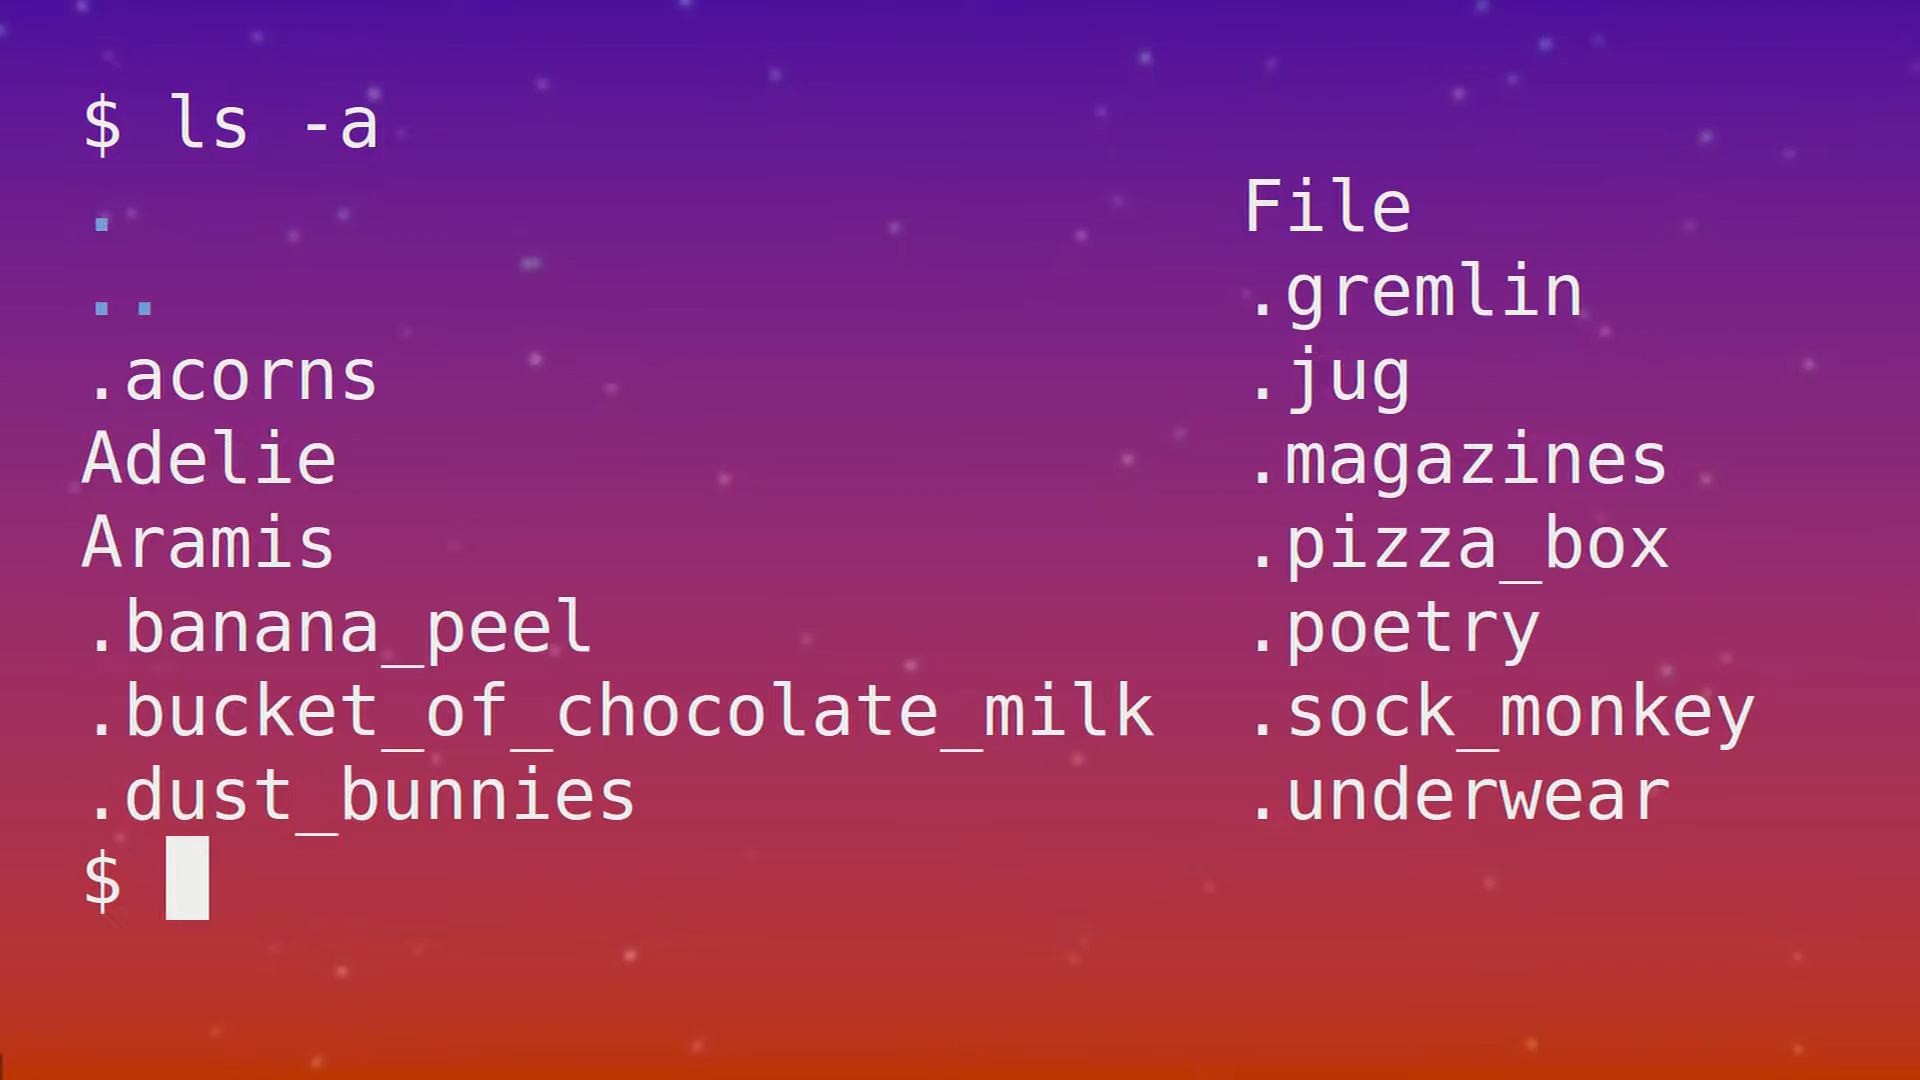 $ ls -a
.
..
.acorns
Adelie
Aramis
.banana_peel
.bucket_of_chocolate_milk
.dust_bunnies
File
.gremlin
.jug
.magazines
.pizza_box
.poetry
.sock_monkey
.underwear
$